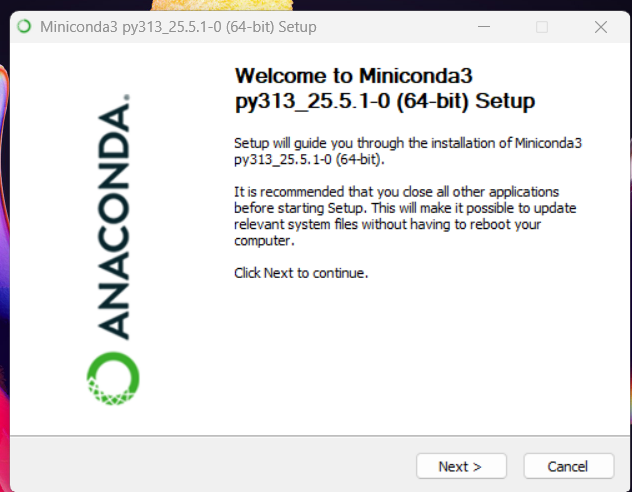 Miniconda3 py313_25.5.1-0 (64-bit) Setup
Welcome to Miniconda3
py313_25.5.1-0 (64-bit) Setup
Setup will guide you through the installation of Miniconda3
py313_25.5.1-0 (64-bit).
It is recommended that you close all other applications
before starting Setup. This will make it possible to update
relevant system files without having to reboot your
computer.
Click Next to continue.
ANACONDA.
Next >
Cancel